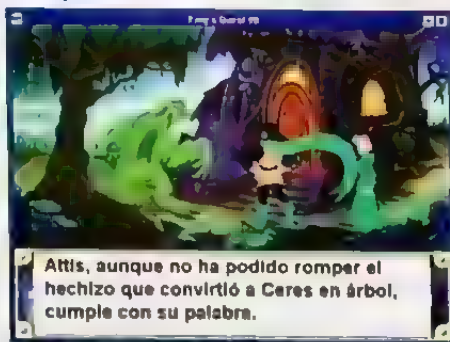 Attis, aunque no ha podido romper el
hechizo que convirtió a Ceres en árbol,
cumple con su palabra.